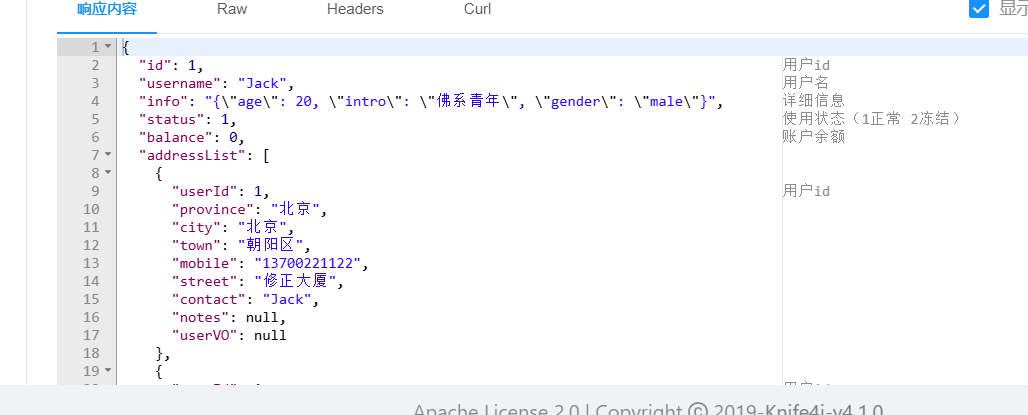 响应内容 Raw Headers Curl 显示
1 {
2 "id": 1, 用户id
3 "username": "Jack", 用户名
4 "info": "{\"age\": 20, \"intro\": \"佛系青年\", \"gender\": \"male\"}", 详细信息
5 "status": 1, 使用状态（1正常 2冻结）
6 "balance": 0, 账户余额
7 "addressList": [
8 {
9 "userId": 1, 用户id
10 "province": "北京",
11 "city": "北京",
12 "town": "朝阳区",
13 "mobile": "13700221122",
14 "street": "修正大厦",
15 "contact": "Jack",
16 "notes": null,
17 "userVO": null
18 },
19 {
Apache License 2.0 | Copyright © 2019-Knife4j-v4.1.0